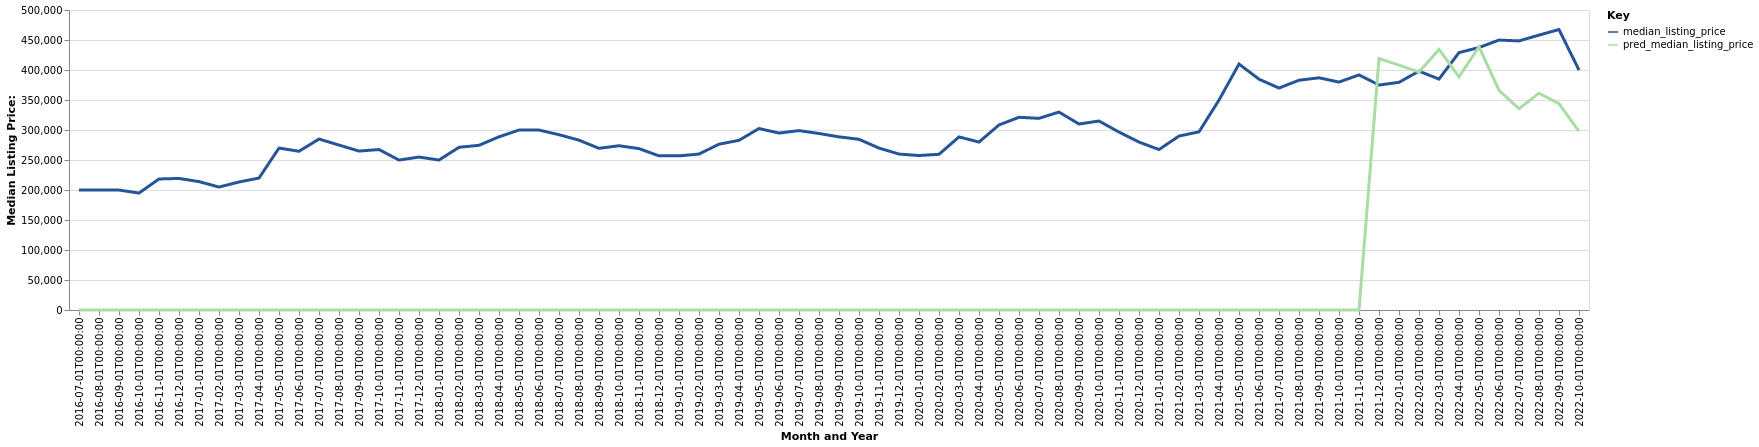 500,000
450,000
400,000
350,000
300,000
250,000
200,000
150,000
100,000
50,000
0
Median Listing Price:
2016-07-01T00:00:00
2016-08-01T00:00:00
2016-09-01T00:00:00
2016-10-01T00:00:00
2016-11-01T00:00:00
2016-12-01T00:00:00
2017-01-01T00:00:00
2017-02-01T00:00:00
2017-03-01T00:00:00
2017-04-01T00:00:00
2017-05-01T00:00:00
2017-06-01T00:00:00
2017-07-01T00:00:00
2017-08-01T00:00:00
2017-09-01T00:00:00
2017-10-01T00:00:00
2017-11-01T00:00:00
2017-12-01T00:00:00
2018-01-01T00:00:00
2018-02-01T00:00:00
2018-03-01T00:00:00
2018-04-01T00:00:00
2018-05-01T00:00:00
2018-06-01T00:00:00
2018-07-01T00:00:00
2018-08-01T00:00:00
2018-09-01T00:00:00
2018-10-01T00:00:00
2018-11-01T00:00:00
2018-12-01T00:00:00
2019-01-01T00:00:00
2019-02-01T00:00:00
2019-03-01T00:00:00
2019-04-01T00:00:00
2019-05-01T00:00:00
2019-06-01T00:00:00
2019-07-01T00:00:00
2019-08-01T00:00:00
2019-09-01T00:00:00
2019-10-01T00:00:00
2019-11-01T00:00:00
2019-12-01T00:00:00
2020-01-01T00:00:00
2020-02-01T00:00:00
2020-03-01T00:00:00
2020-04-01T00:00:00
2020-05-01T00:00:00
2020-06-01T00:00:00
2020-07-01T00:00:00
2020-08-01T00:00:00
2020-09-01T00:00:00
2020-10-01T00:00:00
2020-11-01T00:00:00
2020-12-01T00:00:00
2021-01-01T00:00:00
2021-02-01T00:00:00
2021-03-01T00:00:00
2021-04-01T00:00:00
2021-05-01T00:00:00
2021-06-01T00:00:00
2021-07-01T00:00:00
2021-08-01T00:00:00
2021-09-01T00:00:00
2021-10-01T00:00:00
2021-11-01T00:00:00
2021-12-01T00:00:00
2022-01-01T00:00:00
2022-02-01T00:00:00
2022-03-01T00:00:00
2022-04-01T00:00:00
2022-05-01T00:00:00
2022-06-01T00:00:00
2022-07-01T00:00:00
2022-08-01T00:00:00
2022-09-01T00:00:00
2022-10-01T00:00:00
Month and Year
Key
median_listing_price
pred_median_listing_price